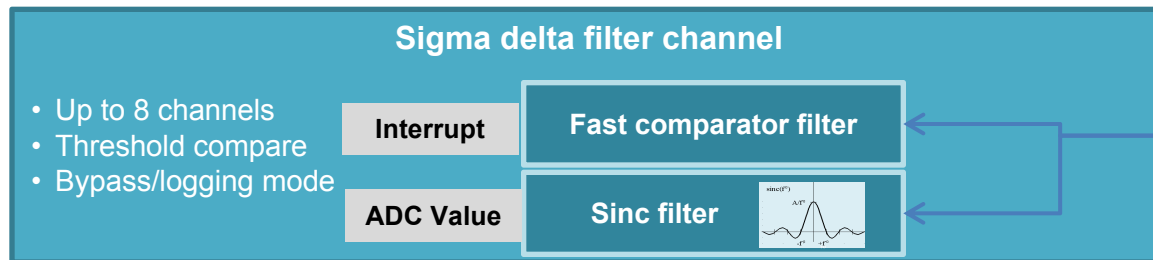 Sigma delta filter channel
• Up to 8 channels
• Threshold compare
• Bypass/logging mode
Interrupt
Fast comparator filter
ADC Value
Sinc filter
sinc(f°)
A/f°
-f° +f°